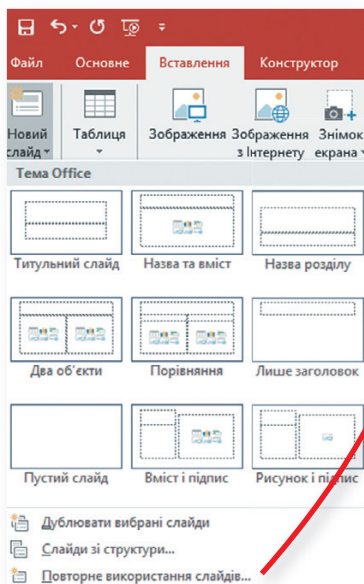 Файл Основне Вставлення Конструктор
Новий слайд Таблиця Зображення Зображення з Інтернету Знімок екрана
Тема Office
Титульний слайд Назва та вміст Назва розділу
Два об'єкти Порівняння Лише заголовок
Пустий слайд Вміст і підпис Рисунок і підпис
Дублювати вибрані слайди
Слайди зі структури...
Повторне використання слайдів...